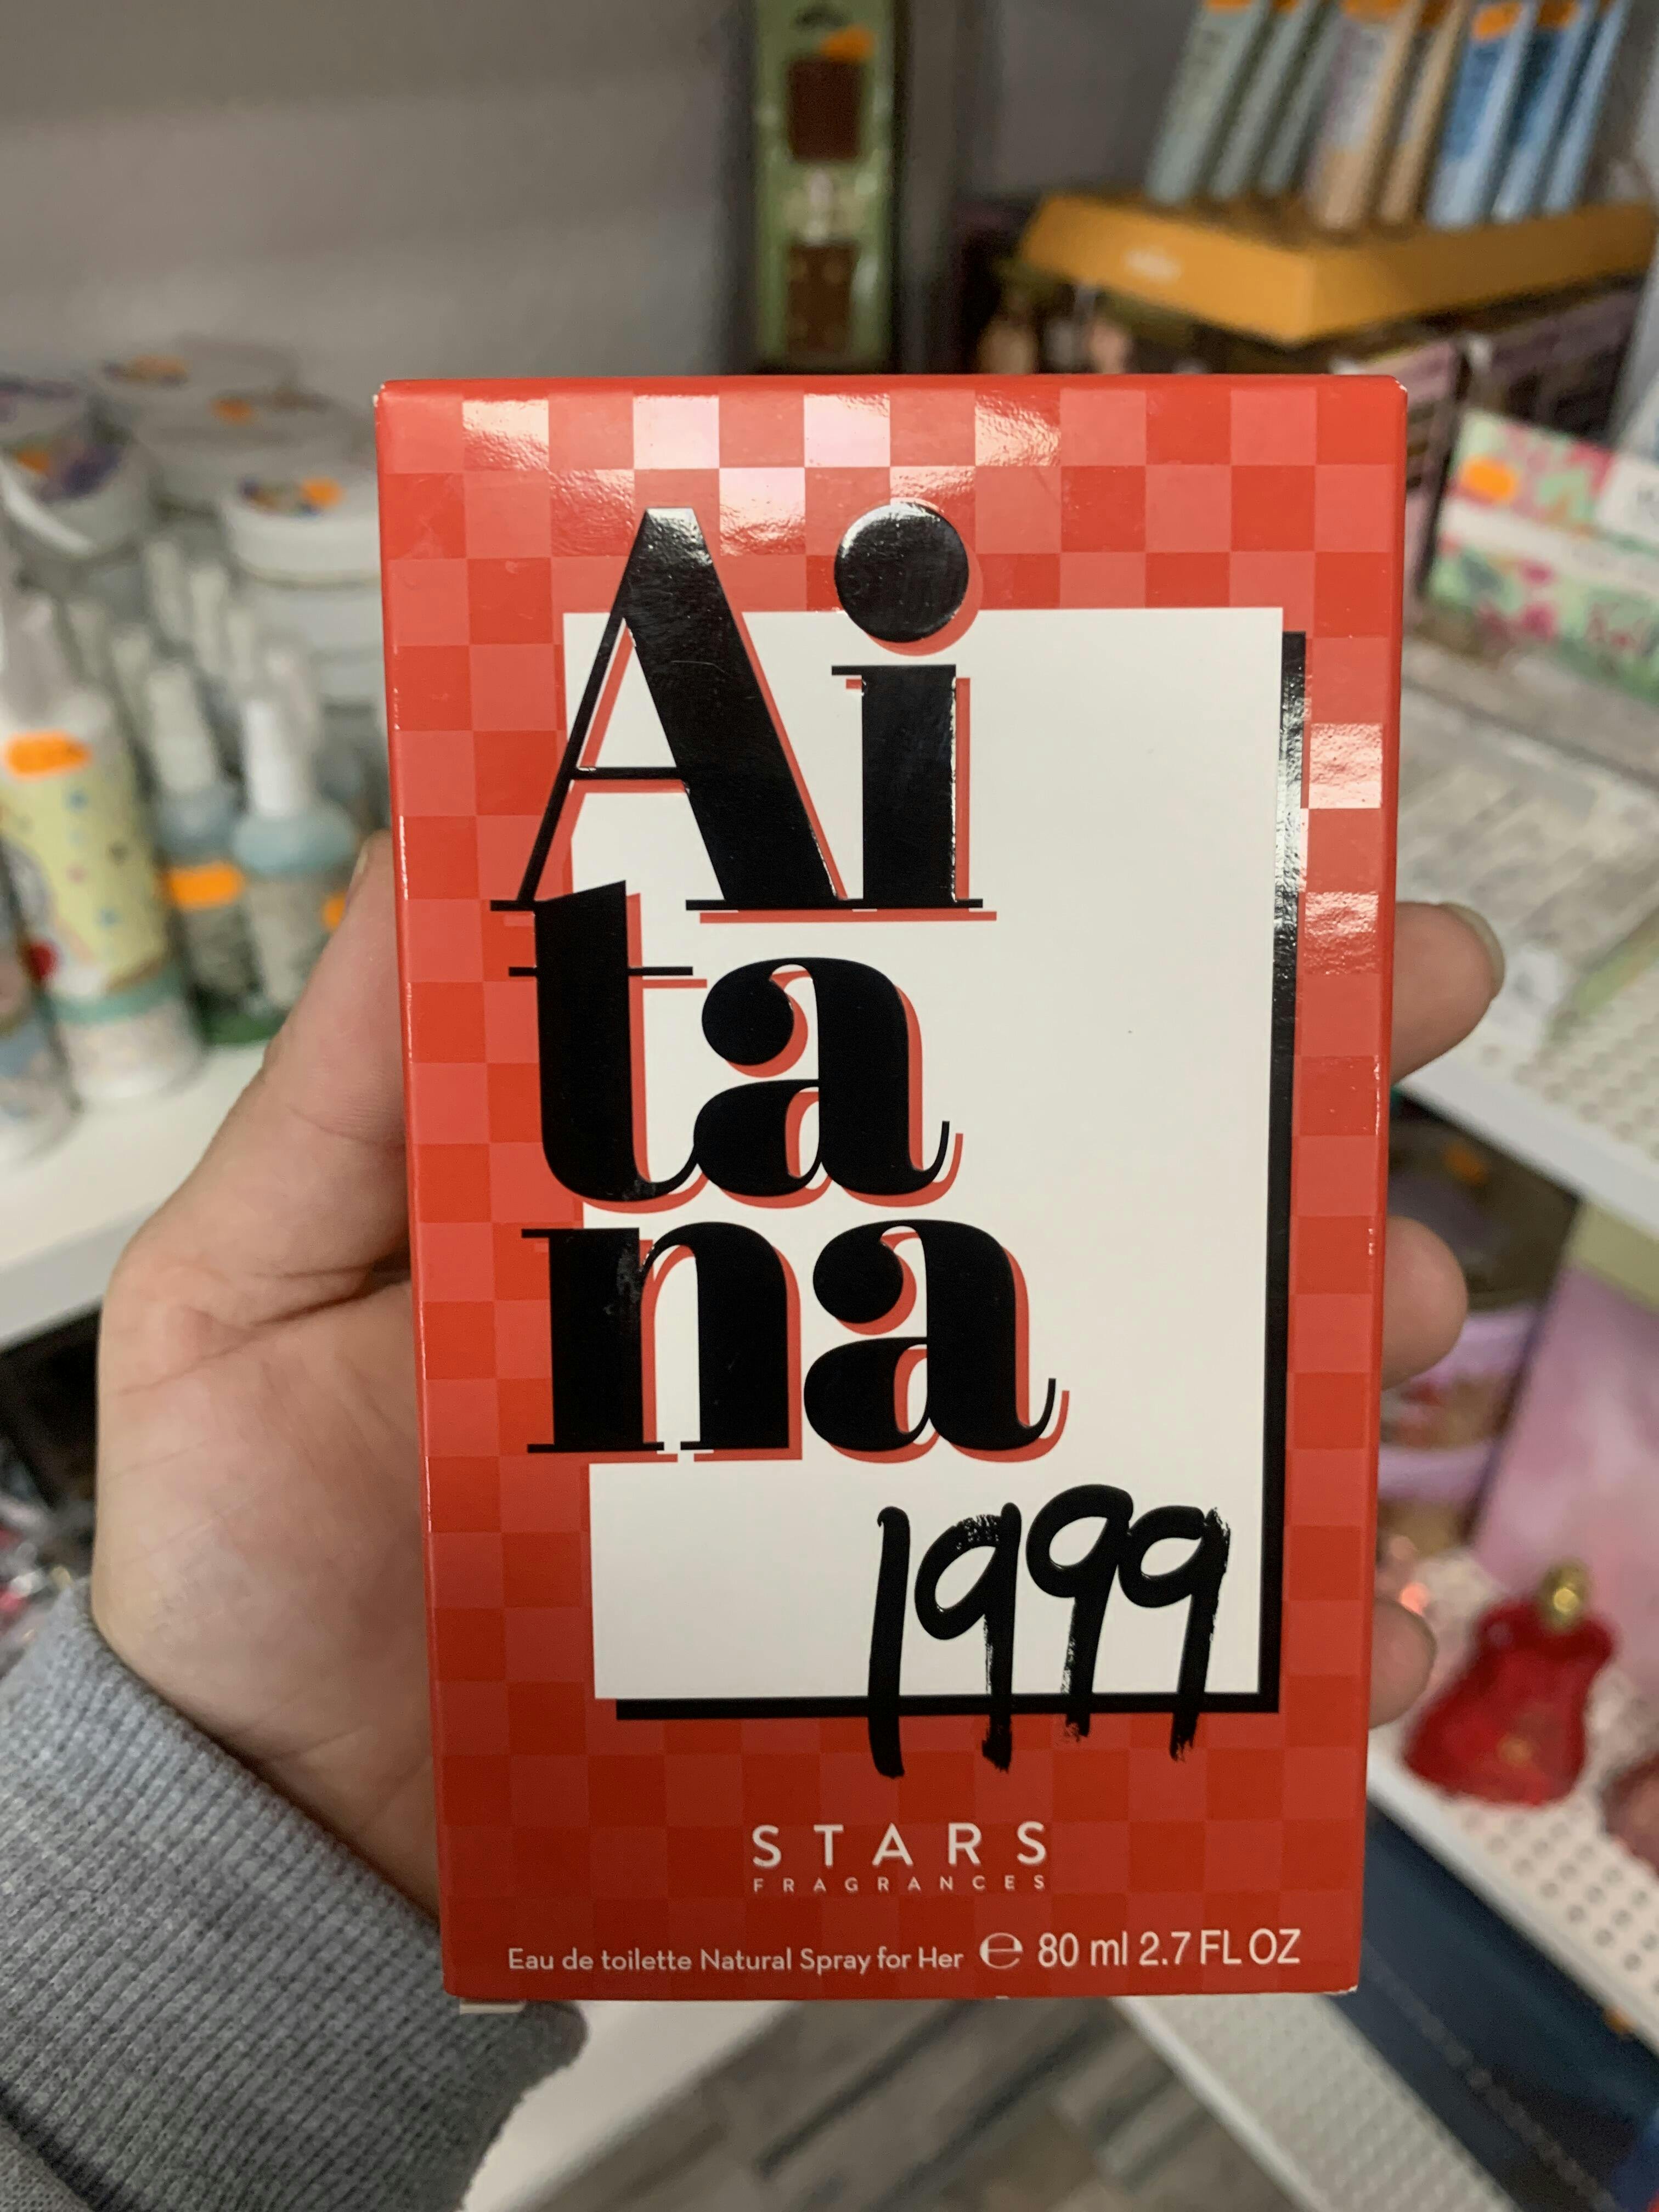 Ai
ta
na
1999
STARS
FRAGRANCES
Eau de toilette Natural Spray for Her ℮ 80 ml 2.7 FL OZ